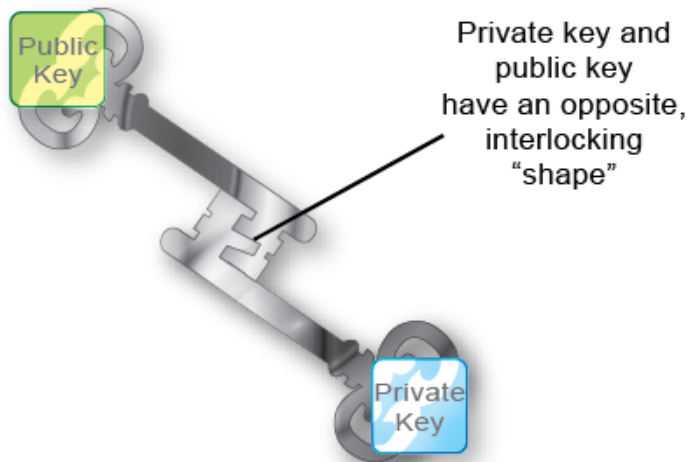 Public
Key
Private key and
public key
have an opposite,
interlocking
“shape”
Private
Key